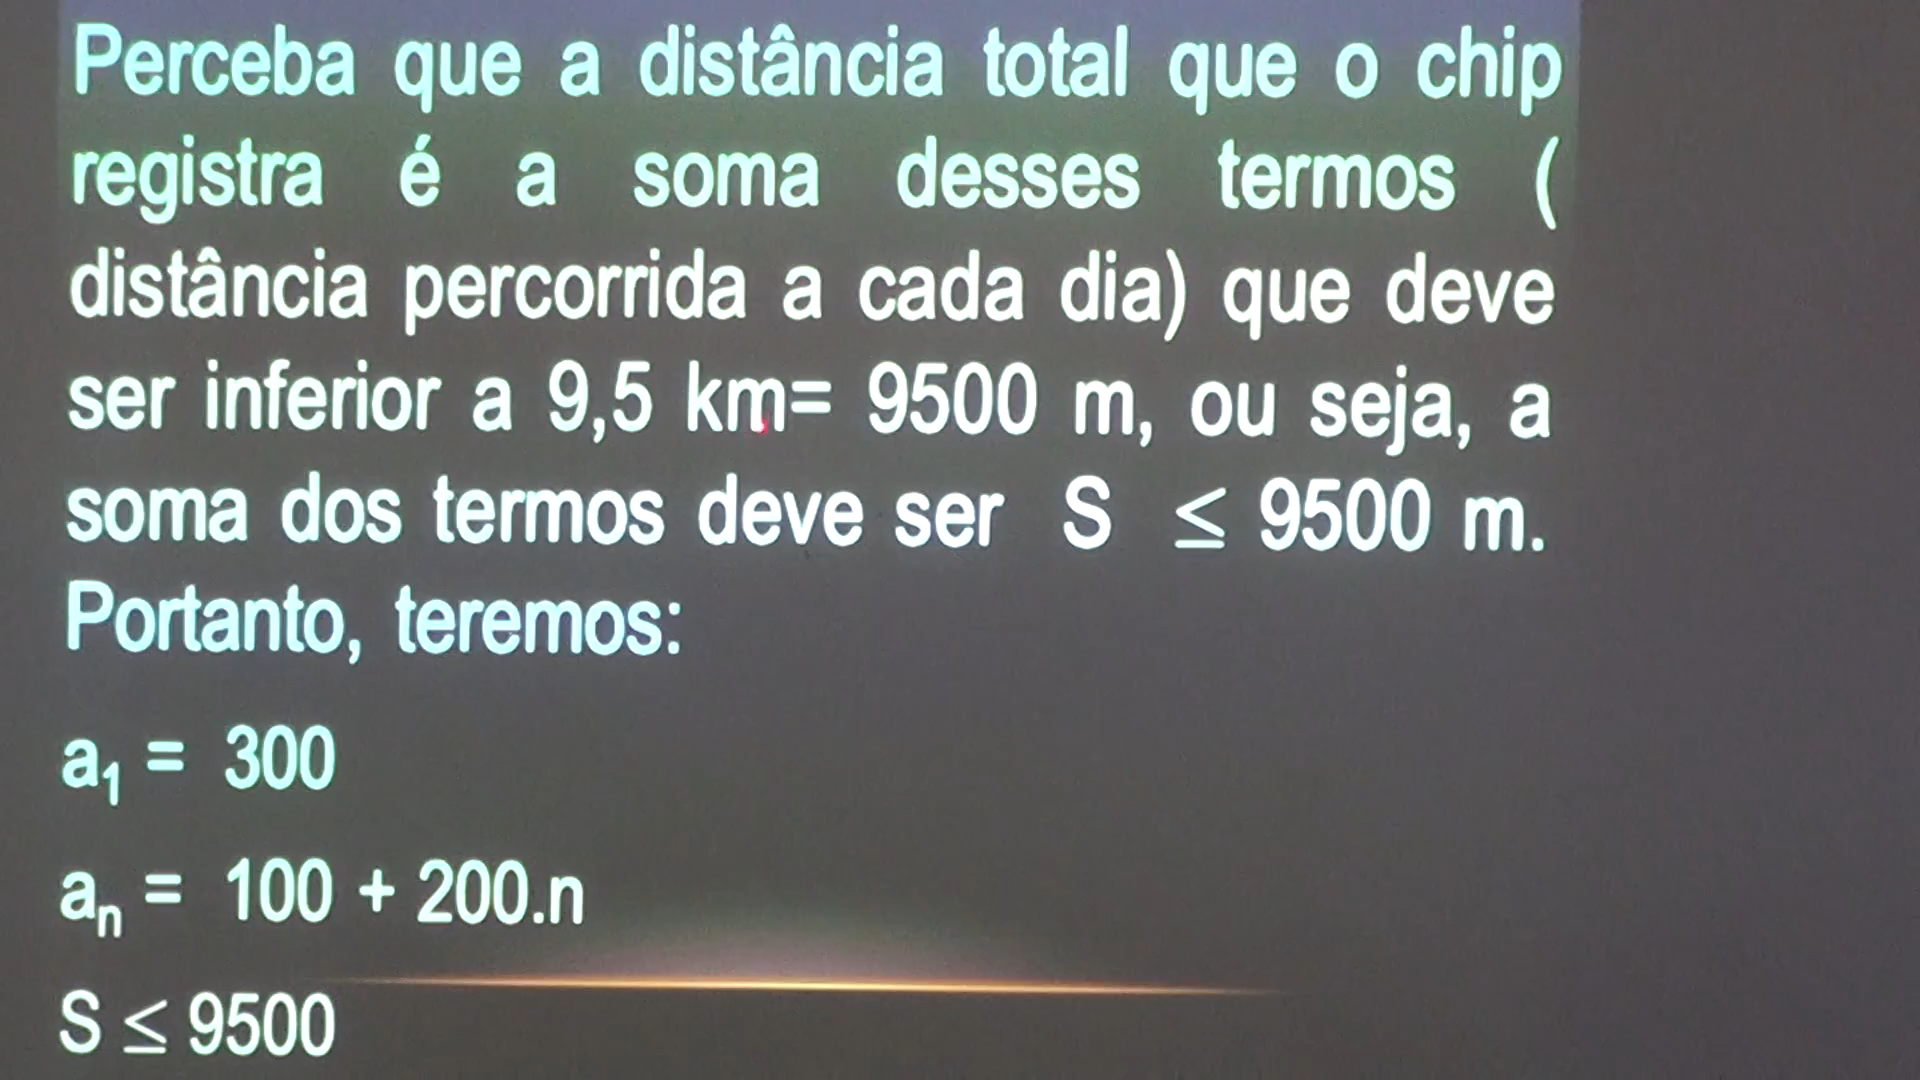 Perceba que a distância total que o chip
registra é a soma desses termos (
distância percorrida a cada dia) que deve
ser inferior a 9,5 km= 9500 m, ou seja, a
soma dos termos deve ser S ≤ 9500 m.
Portanto, teremos:
a₁ = 300
aₙ = 100 + 200.n
S ≤ 9500